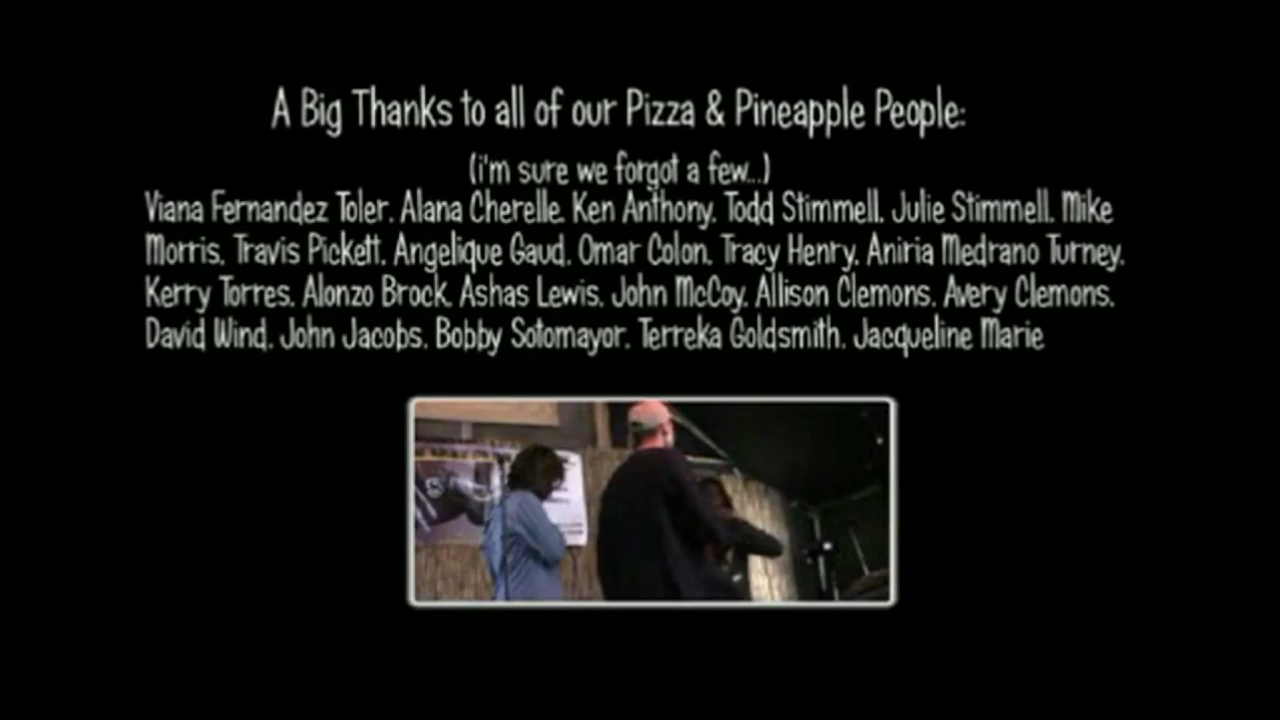 A Big Thanks to all of our Pizza & Pineapple People:
(i'm sure we forgot a few...)
Viana Fernandez Toler, Alana Cherelle, Ken Anthony, Todd Stimmell, Julie Stimmell, Mike
Morris, Travis Pickett, Angelique Gaud, Omar Colon, Tracy Henry, Aniria Medrano Turney,
Kerry Torres, Alonzo Brock, Ashas Lewis, John McCoy, Allison Clemons, Avery Clemons,
David Wind, John Jacobs, Bobby Sotomayor, Terreka Goldsmith, Jacqueline Marie